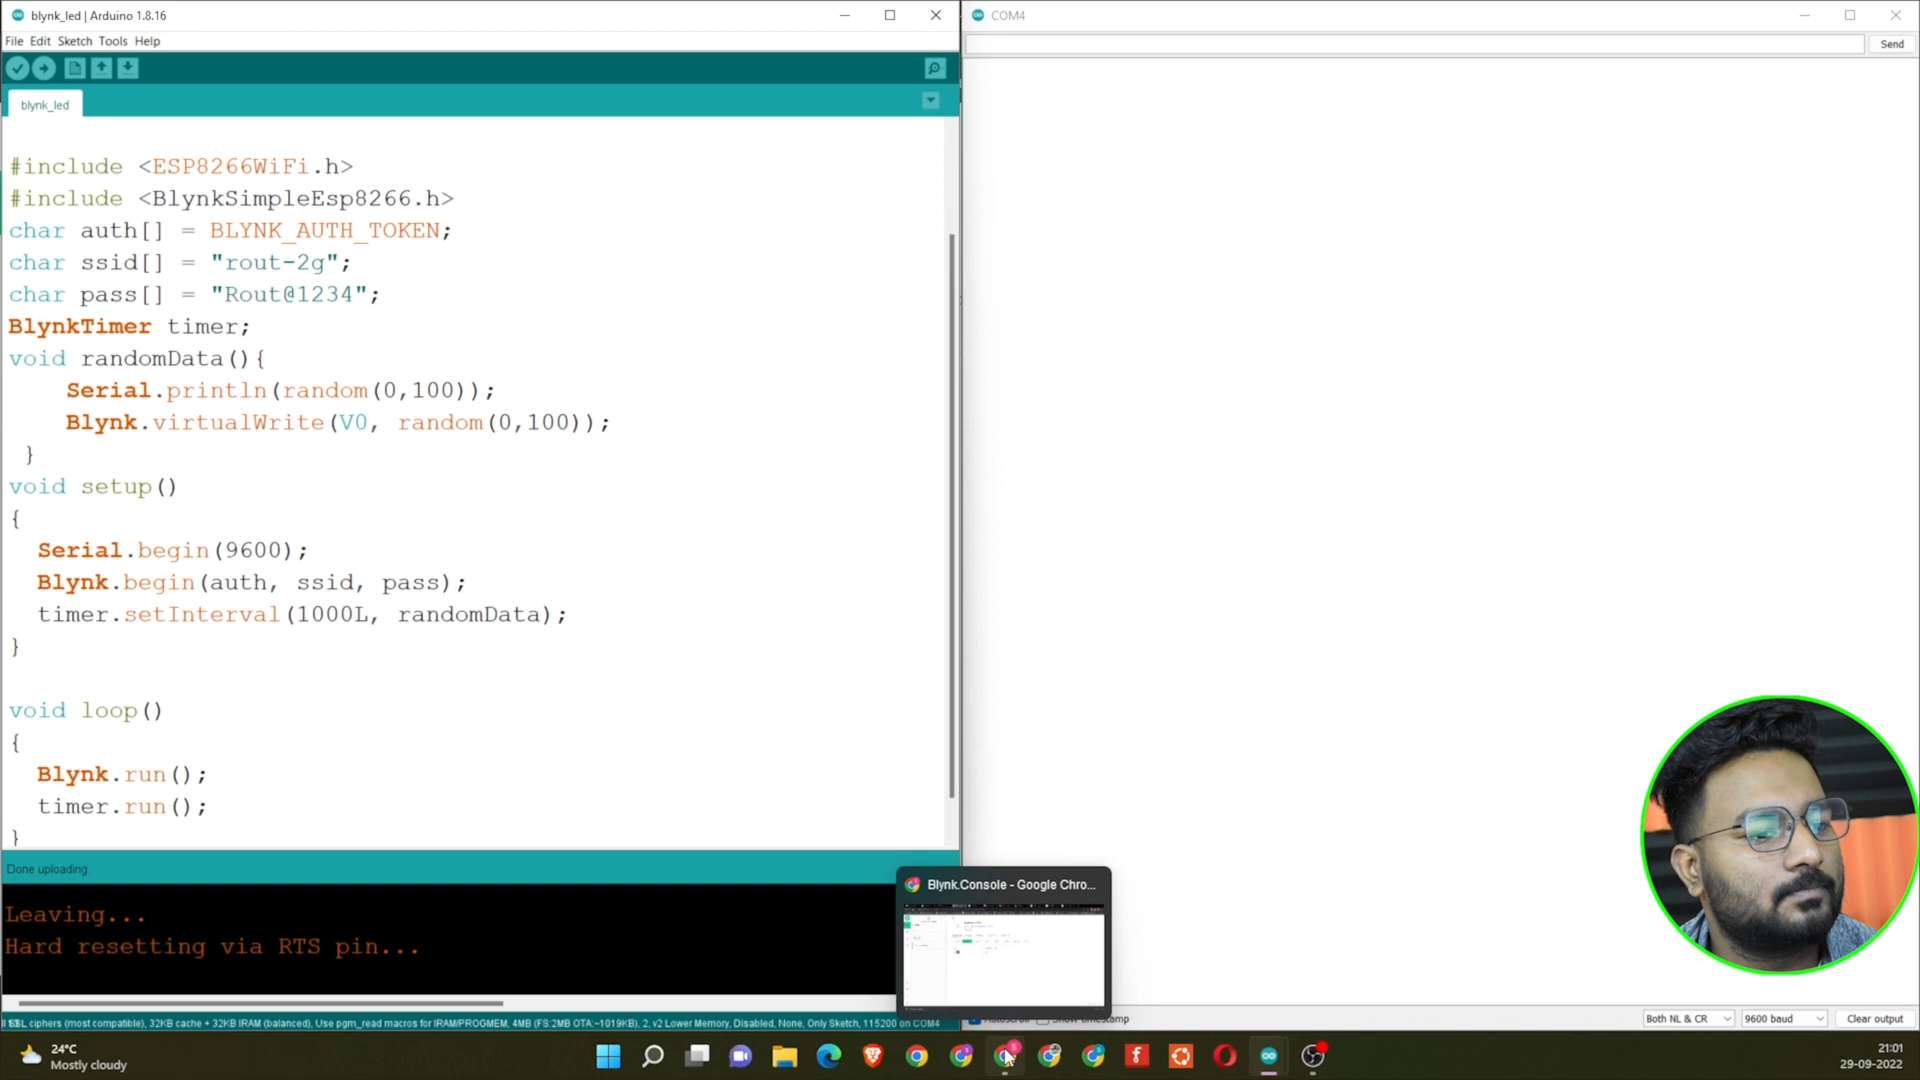 blynk_led | Arduino 1.8.16
File Edit Sketch Tools Help
blynk_led
#include <ESP8266WiFi.h>
#include <BlynkSimpleEsp8266.h>
char auth[] = BLYNK_AUTH_TOKEN;
char ssid[] = "rout-2g";
char pass[] = "Rout@1234";
BlynkTimer timer;
void randomData(){
Serial.println(random(0,100));
Blynk.virtualWrite(V0, random(0,100));
}
void setup()
{
Serial.begin(9600);
Blynk.begin(auth, ssid, pass);
timer.setInterval(1000L, randomData);
}
void loop()
{
Blynk.run();
timer.run();
}
Done uploading.
Leaving...
Hard resetting via RTS pin...
SSL ciphers (most compatible), 32KB cache + 32KB IRAM (balanced), Use pgm_read macros for IRAM/PROGMEM, 4MB (FS:2MB OTA:~1019KB), 2, v2 Lower Memory, Disabled, None, Only Sketch, 115200 on COM4
COM4
Send
Blynk.Console - Google Chro...
Both NL & CR
9600 baud
Clear output
24°C
Mostly cloudy
21:01
29-09-2022